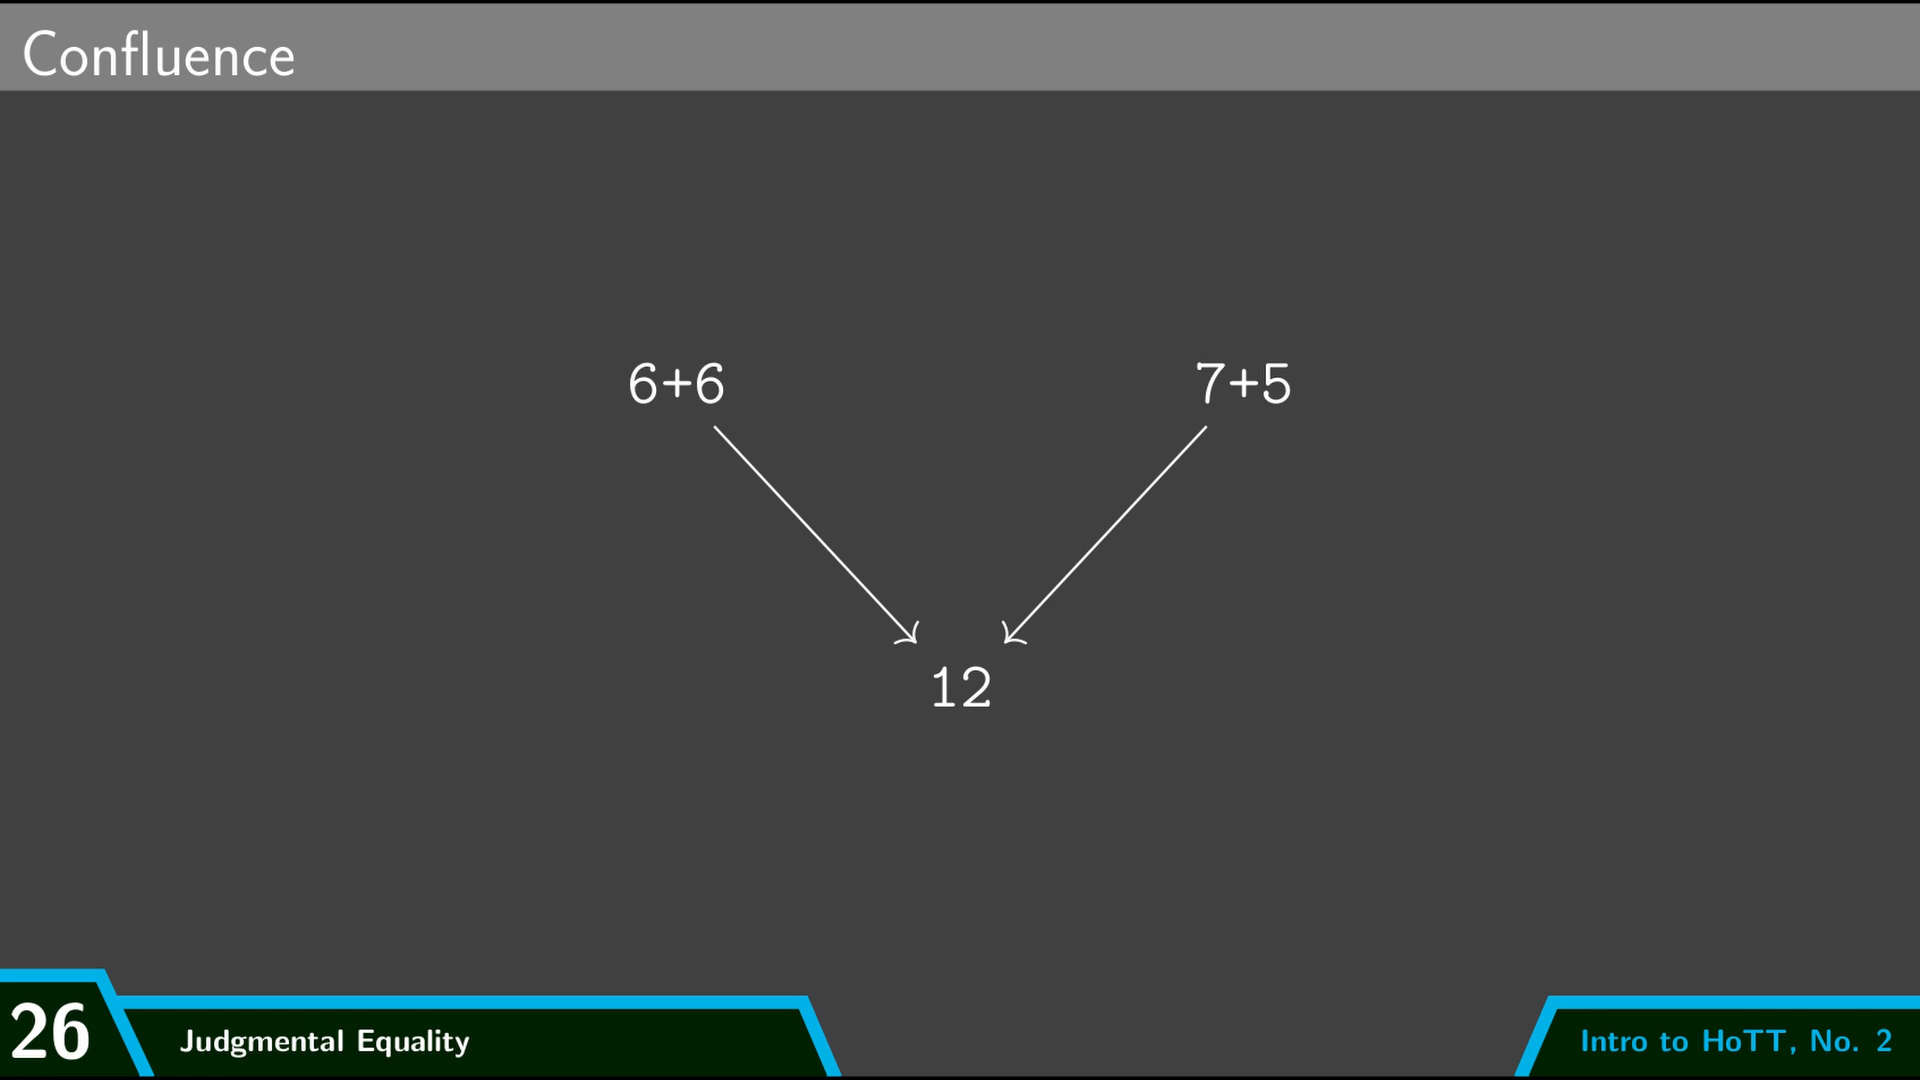 Confluence
6+6
7+5
12
26
Judgmental Equality
Intro to HoTT, No. 2